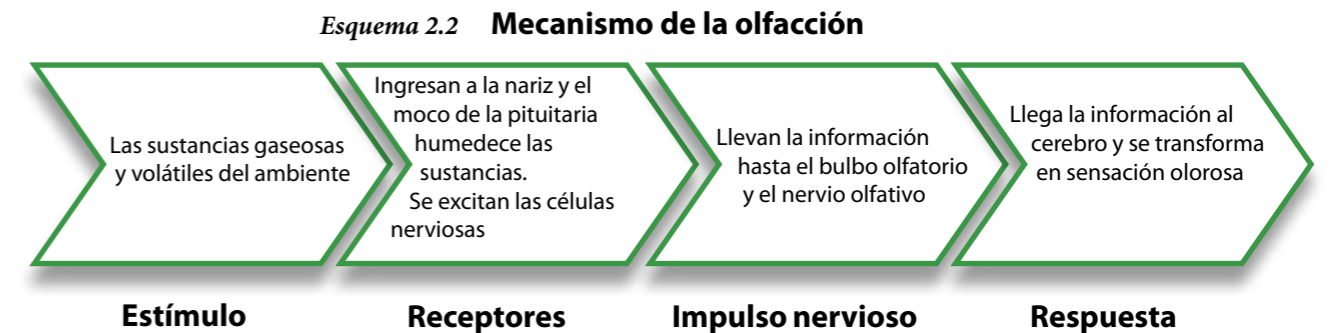 Esquema 2.2 Mecanismo de la olfacción
Las sustancias gaseosas
y volátiles del ambiente
Ingresan a la nariz y el
moco de la pituitaria
humedece las
sustancias.
Se excitan las células
nerviosas
Llevan la información
hasta el bulbo olfatorio
y el nervio olfativo
Llega la información al
cerebro y se transforma
en sensación olorosa
Estímulo
Receptores
Impulso nervioso
Respuesta